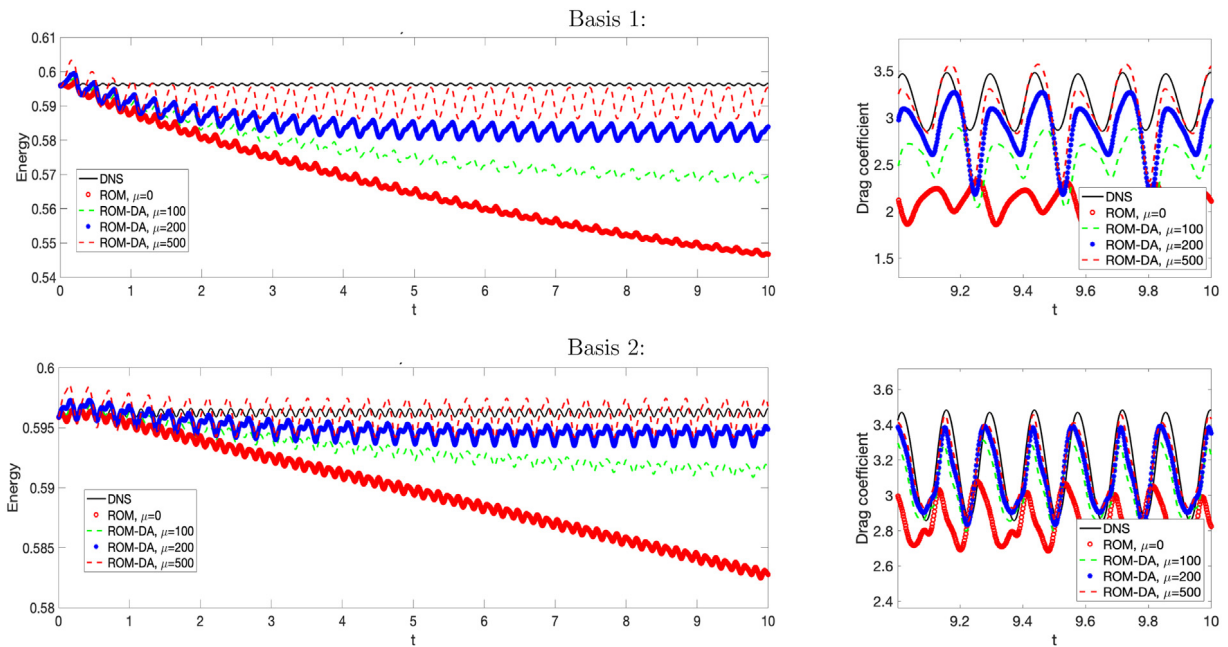 Basis 1:
0.61
0.6
0.59
0.58
0.57
0.56
0.55
0.54
Energy
DNS
ROM, μ=0
ROM-DA, μ=100
ROM-DA, μ=200
ROM-DA, μ=500
0 1 2 3 4 5 6 7 8 9 10
t
3.5
3
2.5
2
1.5
Drag coefficient
DNS
ROM, μ=0
ROM-DA, μ=100
ROM-DA, μ=200
ROM-DA, μ=500
9.2 9.4 9.6 9.8 10
t
Basis 2:
0.6
0.595
0.59
0.585
0.58
Energy
DNS
ROM, μ=0
ROM-DA, μ=100
ROM-DA, μ=200
ROM-DA, μ=500
0 1 2 3 4 5 6 7 8 9 10
t
3.6
3.4
3.2
3
2.8
2.6
2.4
Drag coefficient
DNS
ROM, μ=0
ROM-DA, μ=100
ROM-DA, μ=200
ROM-DA, μ=500
9.2 9.4 9.6 9.8 10
t